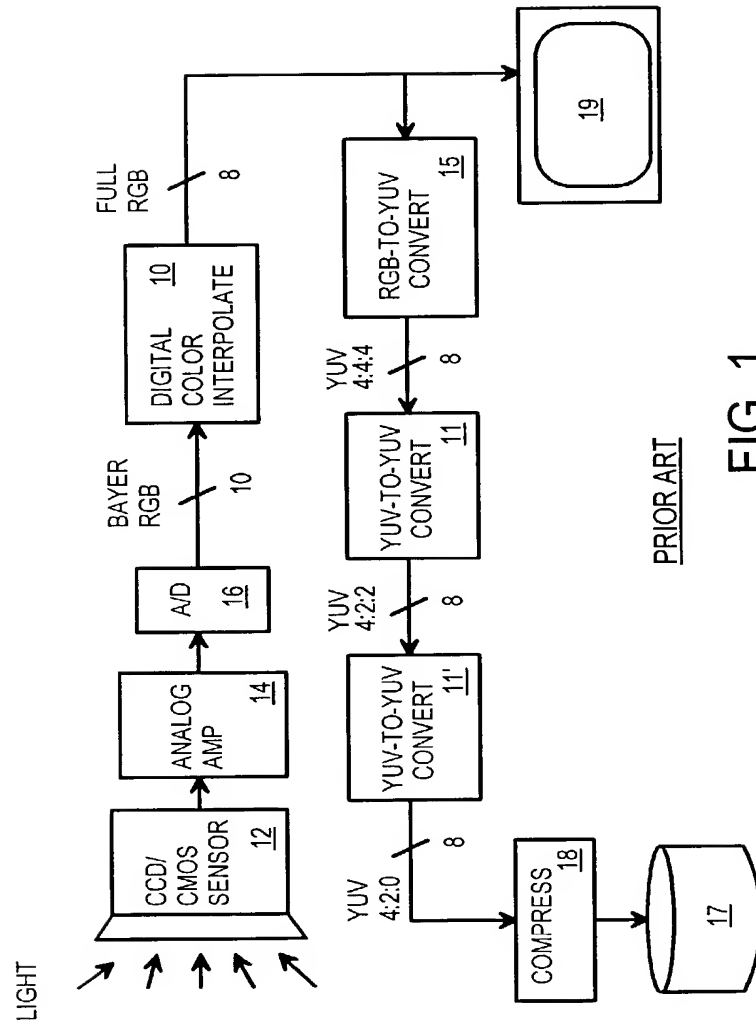 LIGHT
CCD/
CMOS
SENSOR
12
ANALOG
AMP
14
A/D
16
BAYER
RGB
10
DIGITAL
COLOR
INTERPOLATE
10
FULL
RGB
8
RGB-TO-YUV
CONVERT
15
19
YUV
4:4:4
8
YUV-TO-YUV
CONVERT
11
YUV
4:2:2
8
YUV-TO-YUV
CONVERT
11'
YUV
4:2:0
8
COMPRESS
18
17
PRIOR ART
FIG. 1